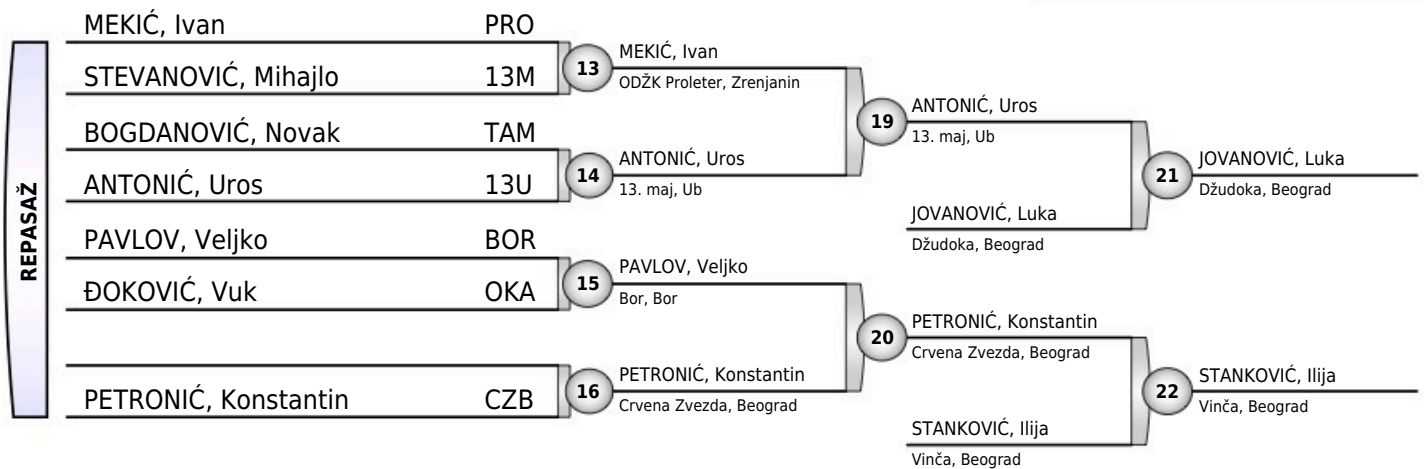 REPASAŽ
MEKIĆ, Ivan PRO
STEVANOVIĆ, Mihajlo 13M
BOGDANOVIĆ, Novak TAM
ANTONIĆ, Uros 13U
PAVLOV, Veljko BOR
ĐOKOVIĆ, Vuk OKA
PETRONIĆ, Konstantin CZB
13
MEKIĆ, Ivan
ODŽK Proleter, Zrenjanin
14
ANTONIĆ, Uros
13. maj, Ub
15
PAVLOV, Veljko
Bor, Bor
16
PETRONIĆ, Konstantin
Crvena Zvezda, Beograd
19
ANTONIĆ, Uros
13. maj, Ub
JOVANOVIĆ, Luka
Džudoka, Beograd
20
PETRONIĆ, Konstantin
Crvena Zvezda, Beograd
STANKOVIĆ, Ilija
Vinča, Beograd
21
JOVANOVIĆ, Luka
Džudoka, Beograd
22
STANKOVIĆ, Ilija
Vinča, Beograd